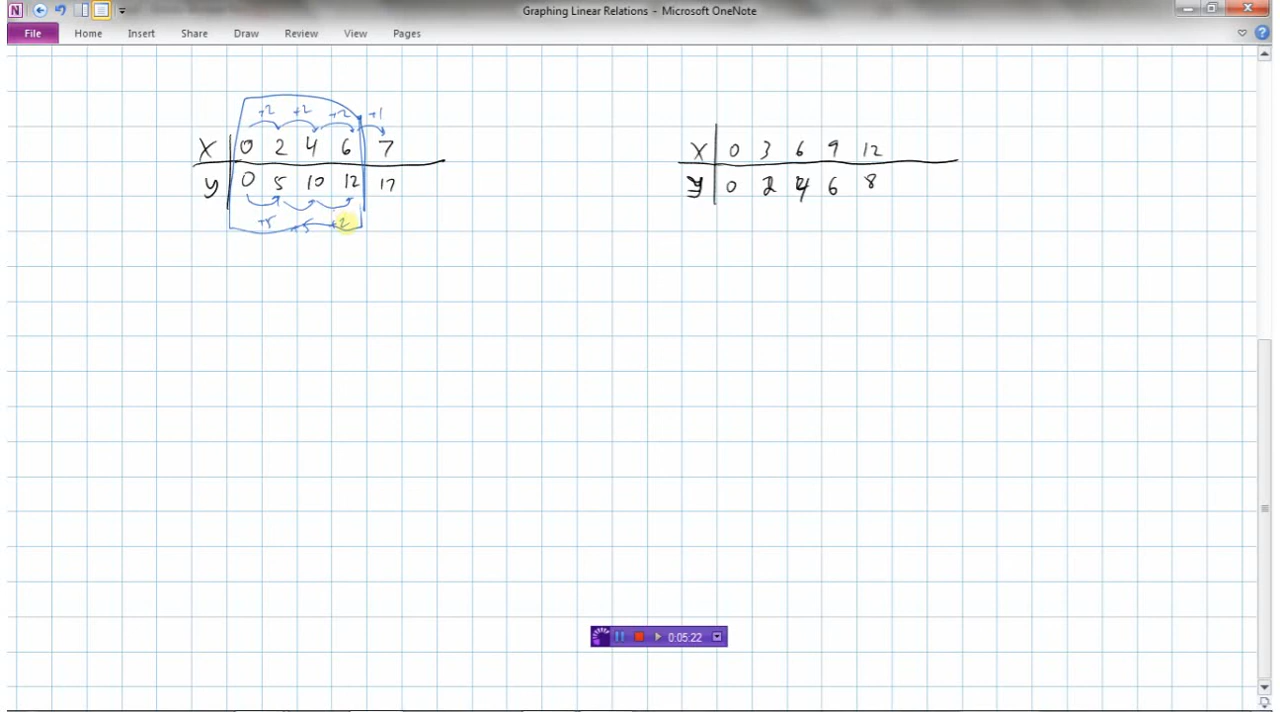 Graphing Linear Relations - Microsoft OneNote
File Home Insert Share Draw Review View Pages
+2 +2 +2 +1
X 0 2 4 6 7
y 0 5 10 12 17
+5 +5 +2
X 0 3 6 9 12
y 0 2 4 6 8
0:05:22